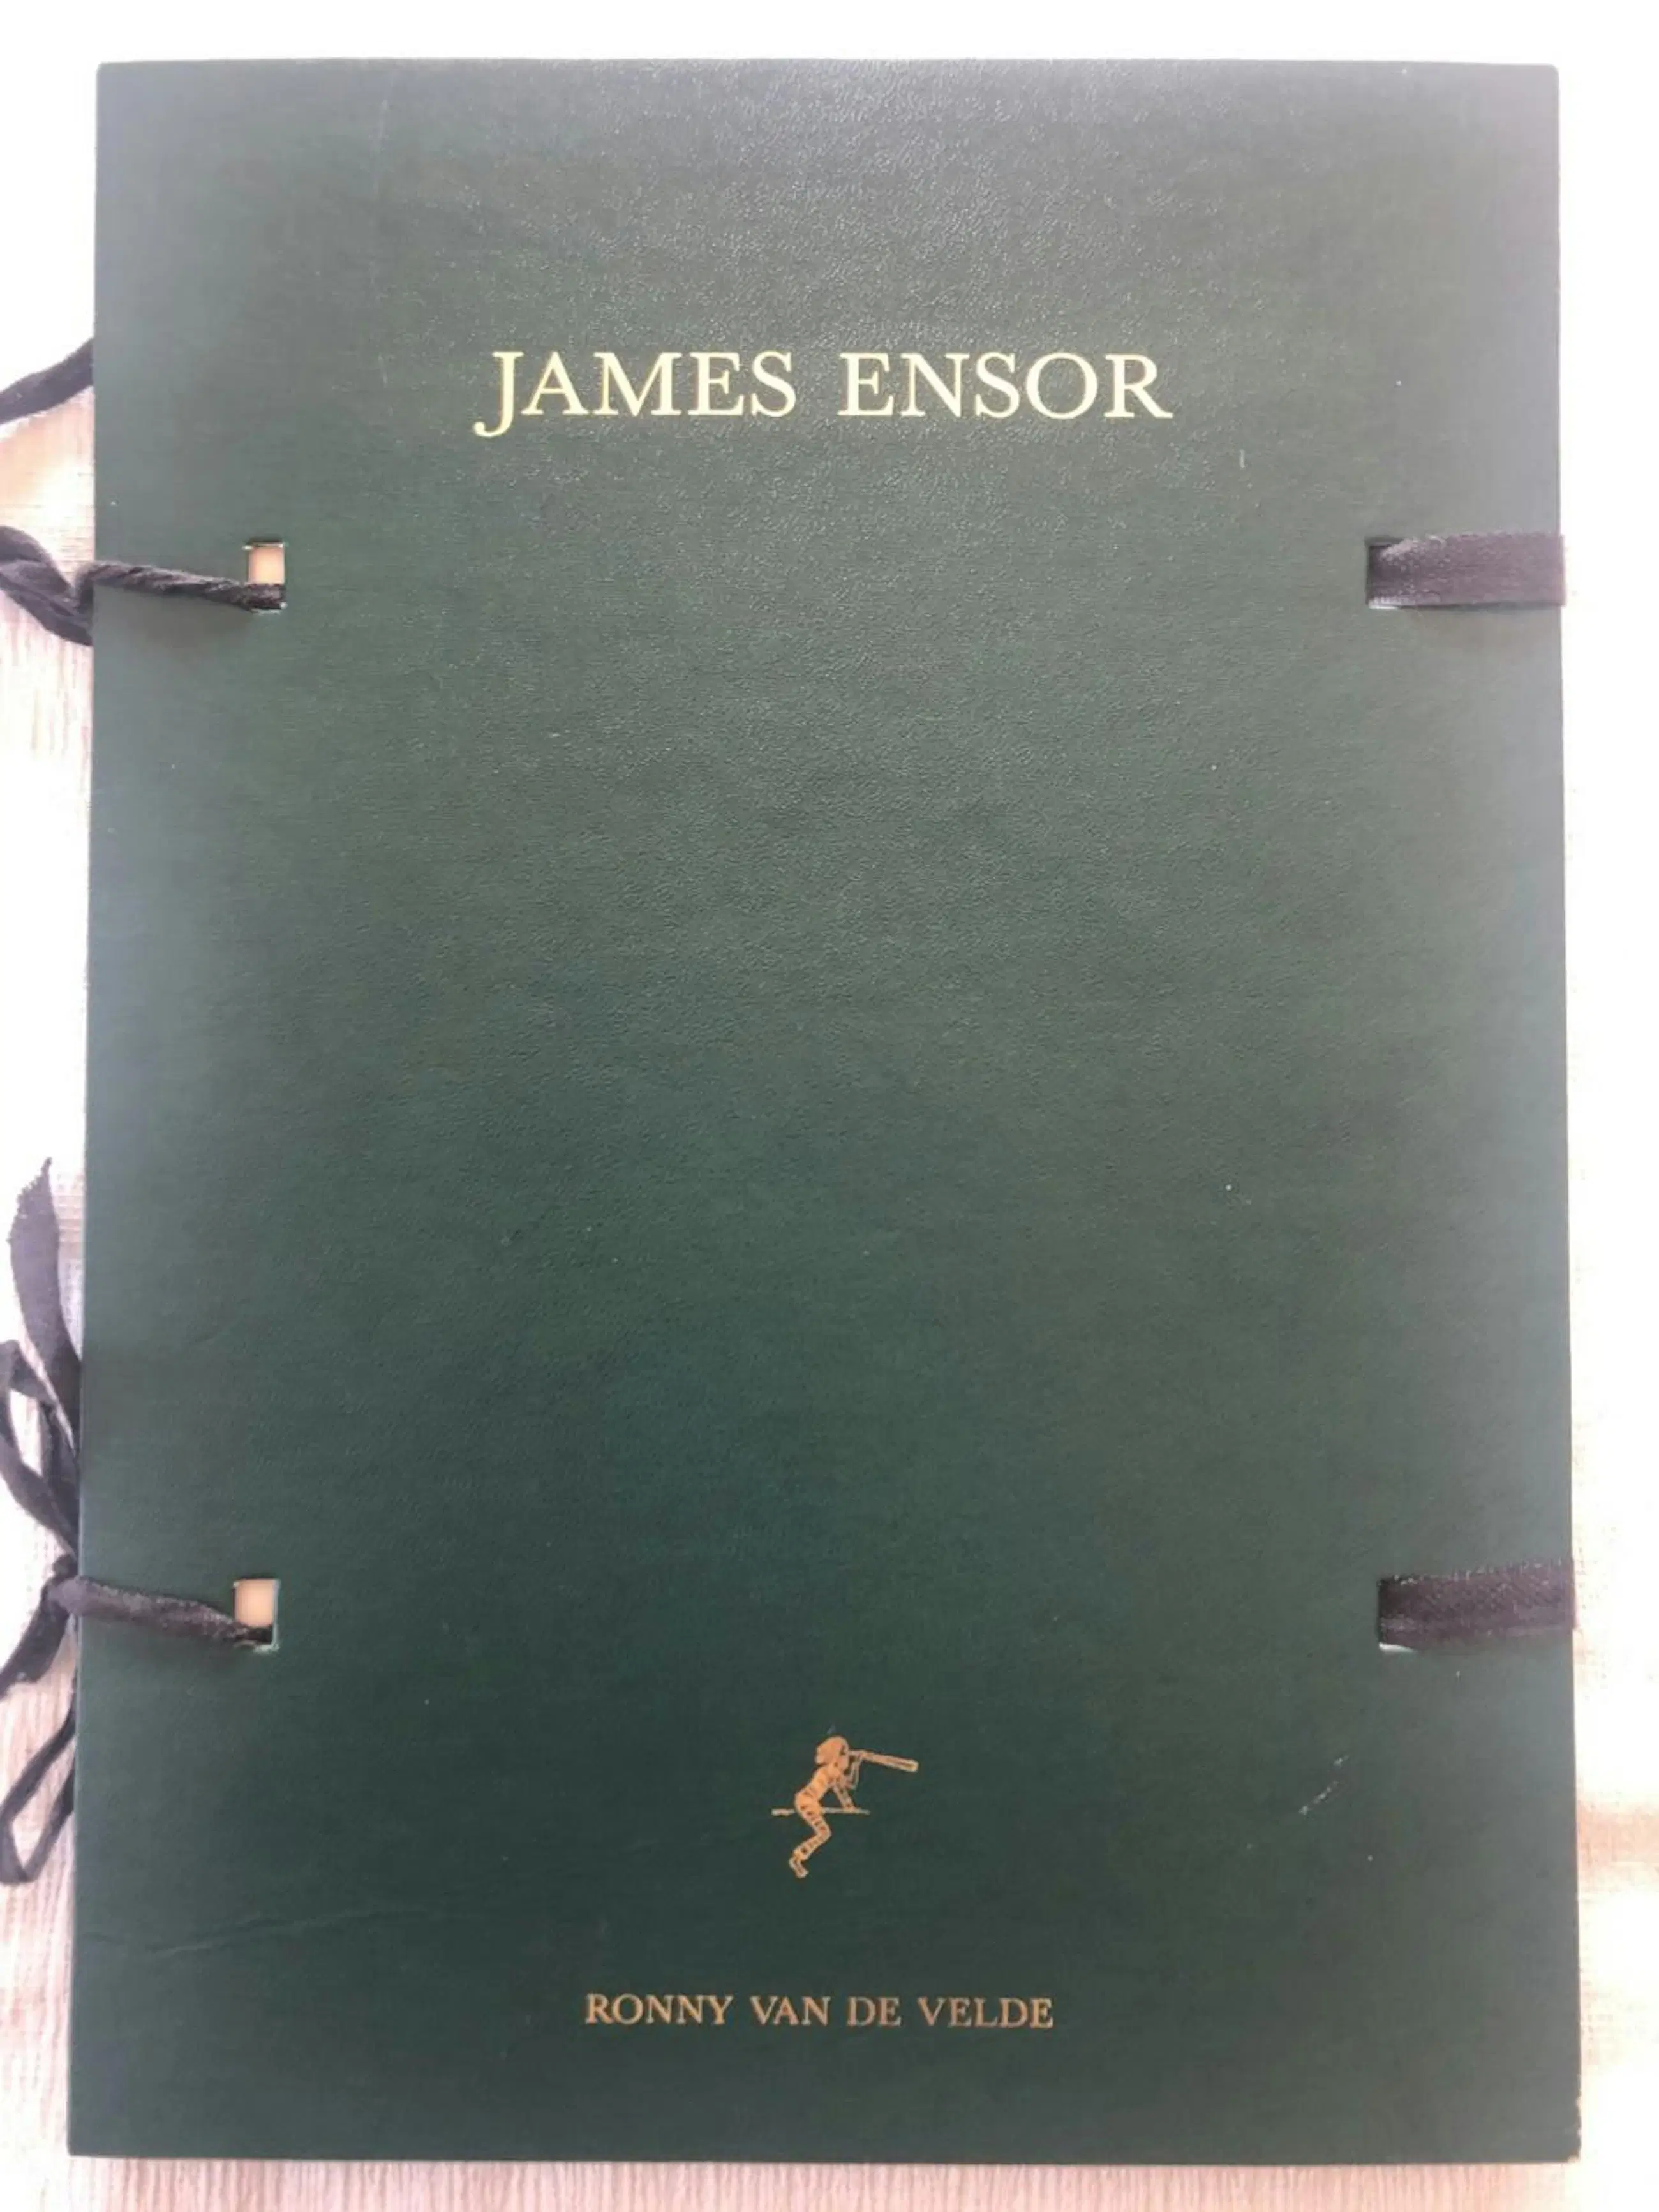 JAMES ENSOR
RONNY VAN DE VELDE